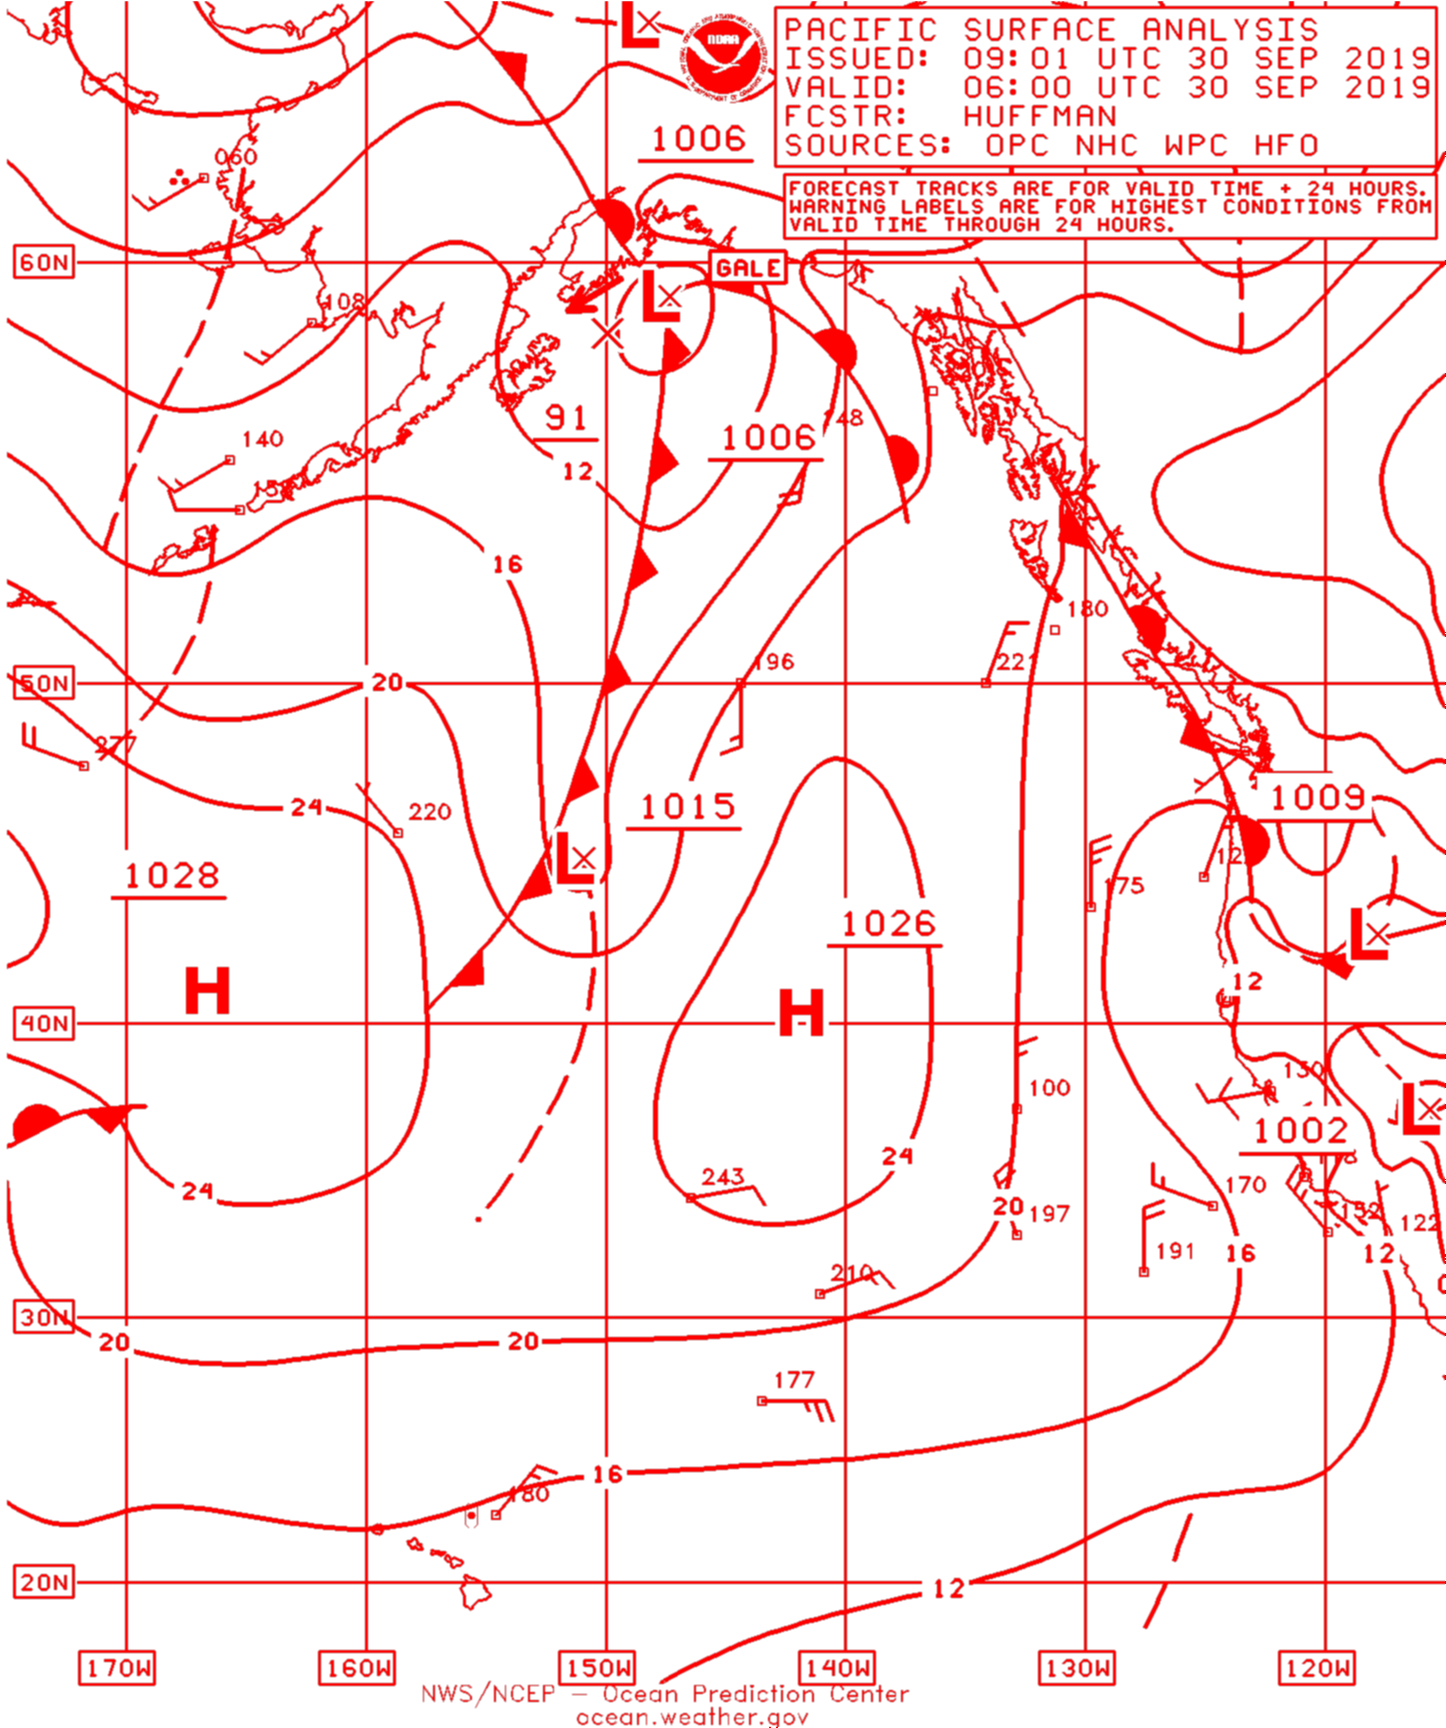 PACIFIC SURFACE ANALYSIS
ISSUED: 09:01 UTC 30 SEP 2019
VALID: 06:00 UTC 30 SEP 2019
FCSTR: HUFFMAN
SOURCES: OPC NHC WPC HFO
FORECAST TRACKS ARE FOR VALID TIME + 24 HOURS.
WARNING LABELS ARE FOR HIGHEST CONDITIONS FROM
VALID TIME THROUGH 24 HOURS.
L
NOAA
1006
060
60N
GALE
L
108
91
1006
148
140
12
16
180
196
221
50N
20
277
24
220
1015
1009
L
1028
175
1026
L
H
H
12
40N
100
130
L
1002
24
24
243
170
20
197
152
122
191
16
12
210
30N
20
20
177
16
180
20N
12
170W
160W
150W
140W
130W
120W
NWS/NCEP – Ocean Prediction Center
ocean.weather.gov